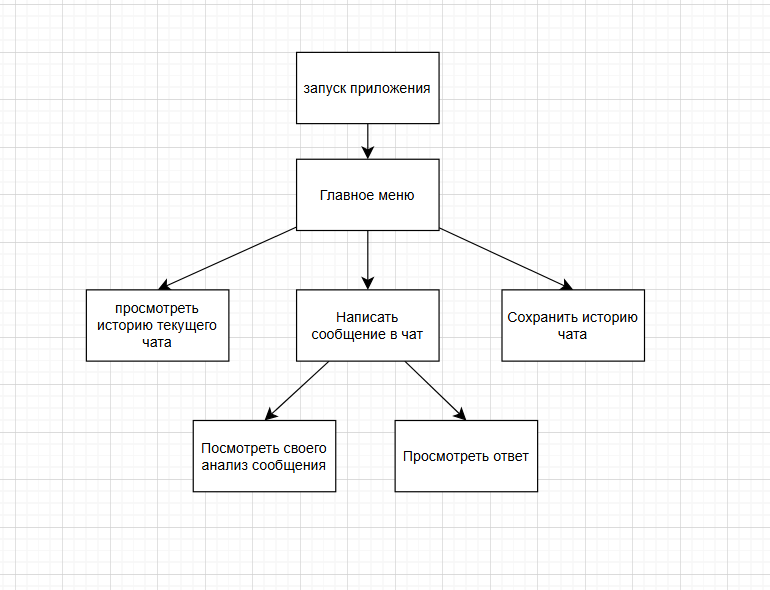 запуск приложения
Главное меню
просмотреть
историю текущего
чата
Написать
сообщение в чат
Сохранить историю
чата
Посмотреть своего
анализ сообщения
Просмотреть ответ